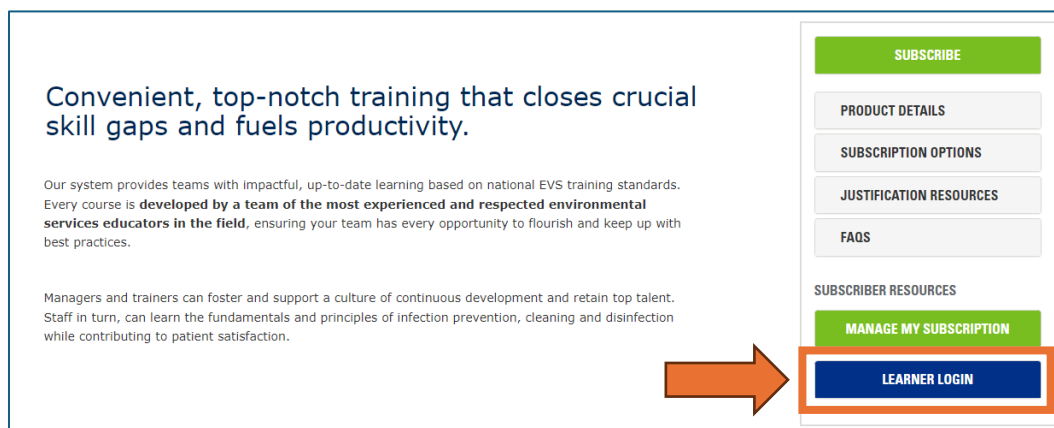 Convenient, top-notch training that closes crucial
skill gaps and fuels productivity.
Our system provides teams with impactful, up-to-date learning based on national EVS training standards.
Every course is developed by a team of the most experienced and respected environmental
services educators in the field, ensuring your team has every opportunity to flourish and keep up with
best practices.
Managers and trainers can foster and support a culture of continuous development and retain top talent.
Staff in turn, can learn the fundamentals and principles of infection prevention, cleaning and disinfection
while contributing to patient satisfaction.
SUBSCRIBE
PRODUCT DETAILS
SUBSCRIPTION OPTIONS
JUSTIFICATION RESOURCES
FAQS
SUBSCRIBER RESOURCES
MANAGE MY SUBSCRIPTION
LEARNER LOGIN